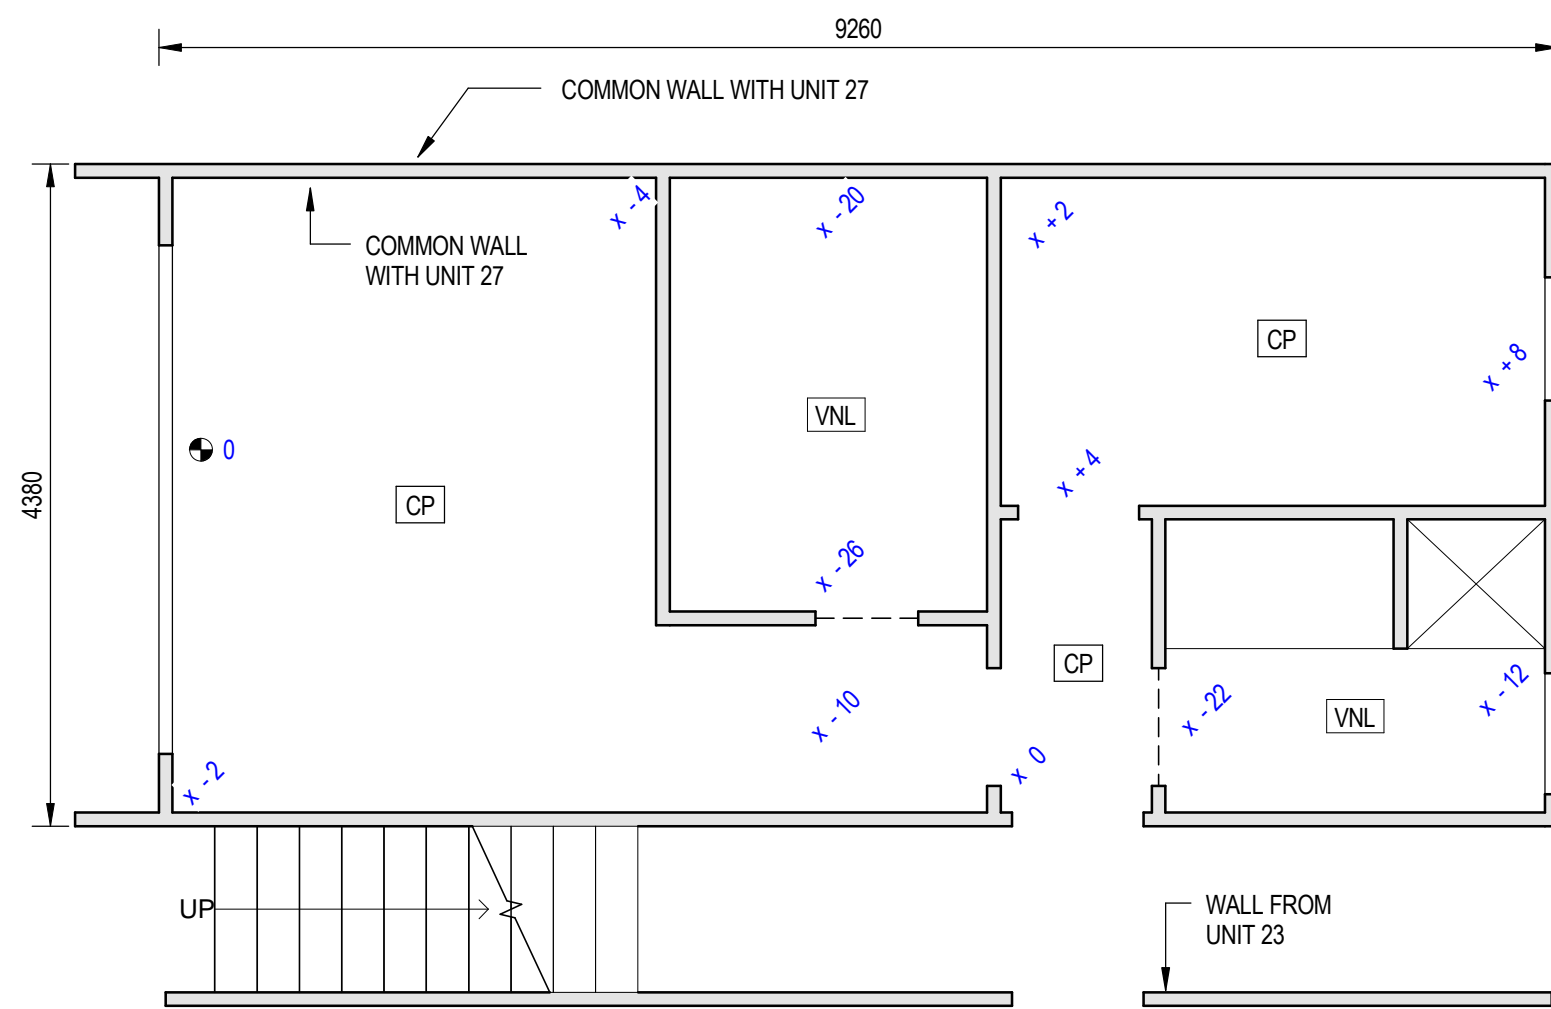 9260
COMMON WALL WITH UNIT 27
x - 4
x - 20
x + 2
COMMON WALL
WITH UNIT 27
CP
x + 8
VNL
0
4380
CP
x + 4
x - 26
CP
x - 10
x - 22
VNL
x - 12
x 0
x - 2
UP
WALL FROM
UNIT 23